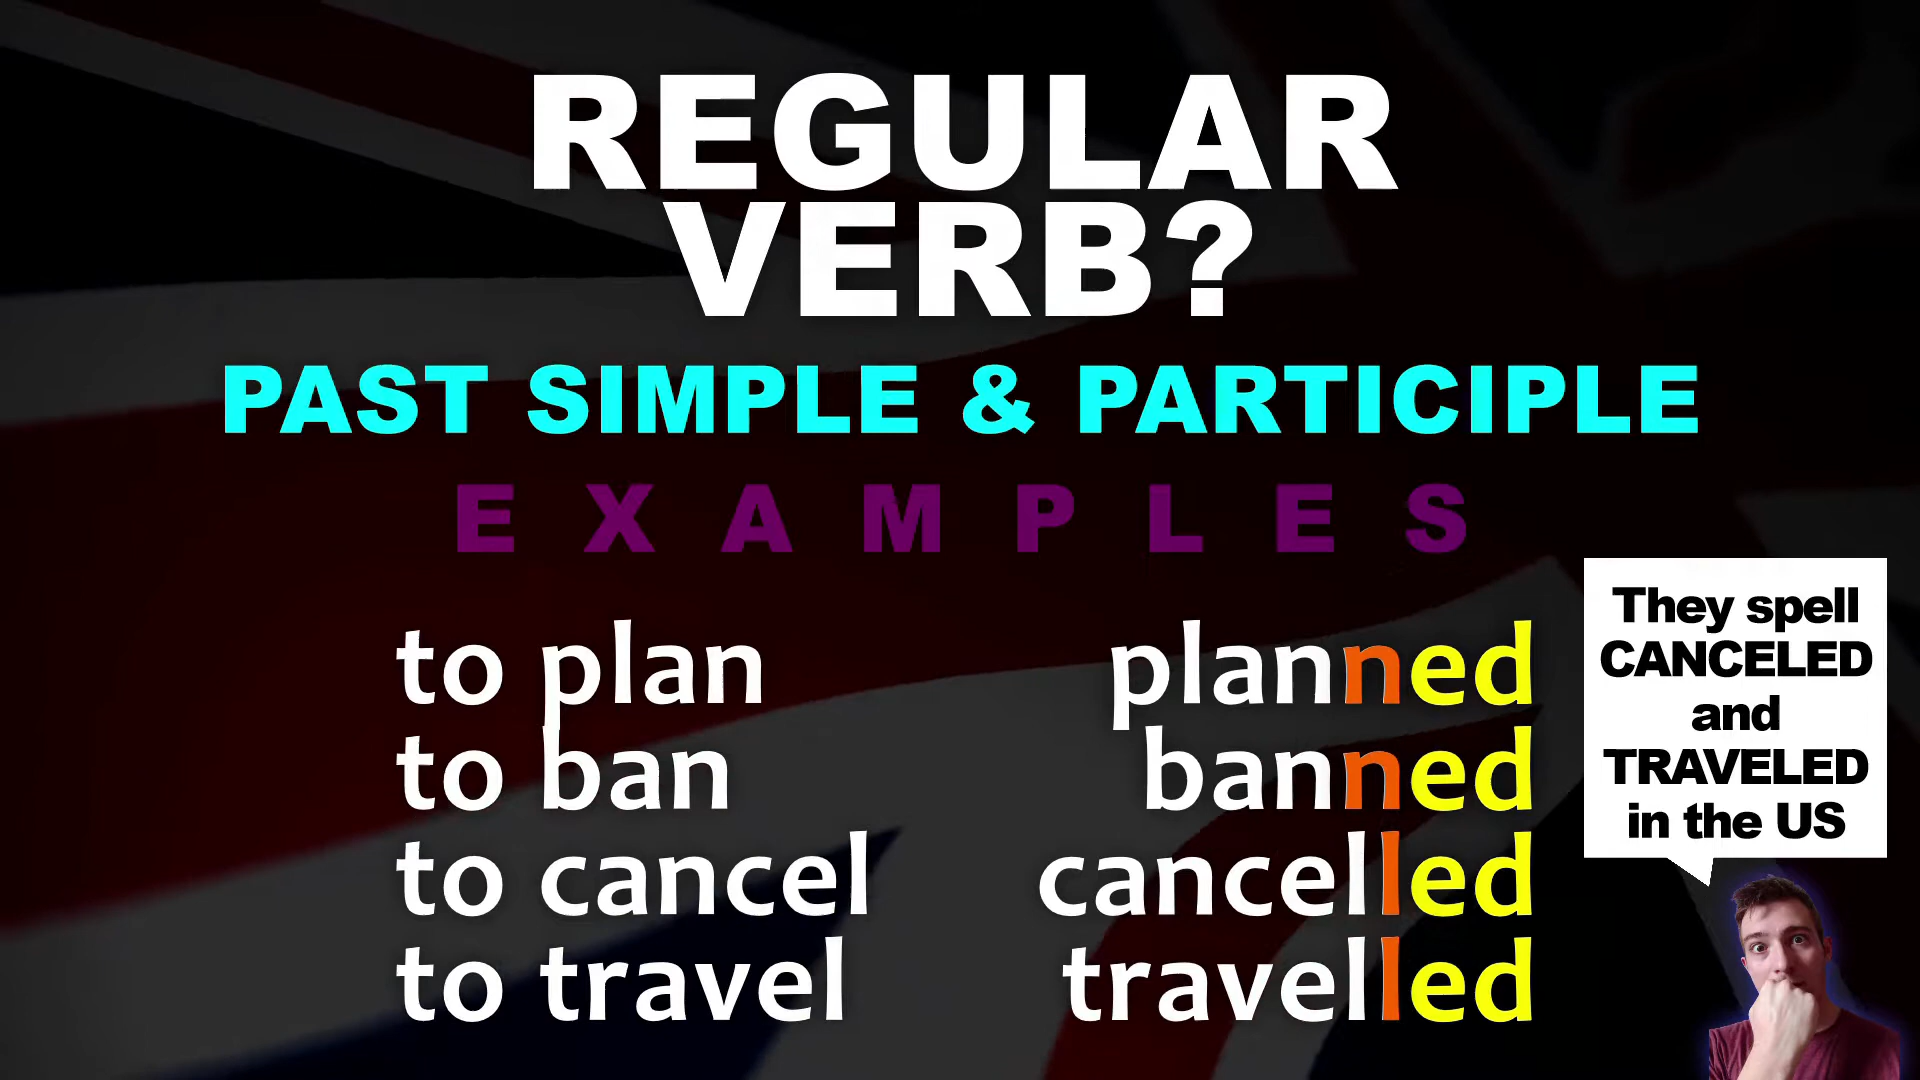 REGULAR
VERB?
PAST SIMPLE & PARTICIPLE
EXAMPLES
to plan planned
to ban banned
to cancel cancelled
to travel travelled
They spell
CANCELED
and
TRAVELED
in the US